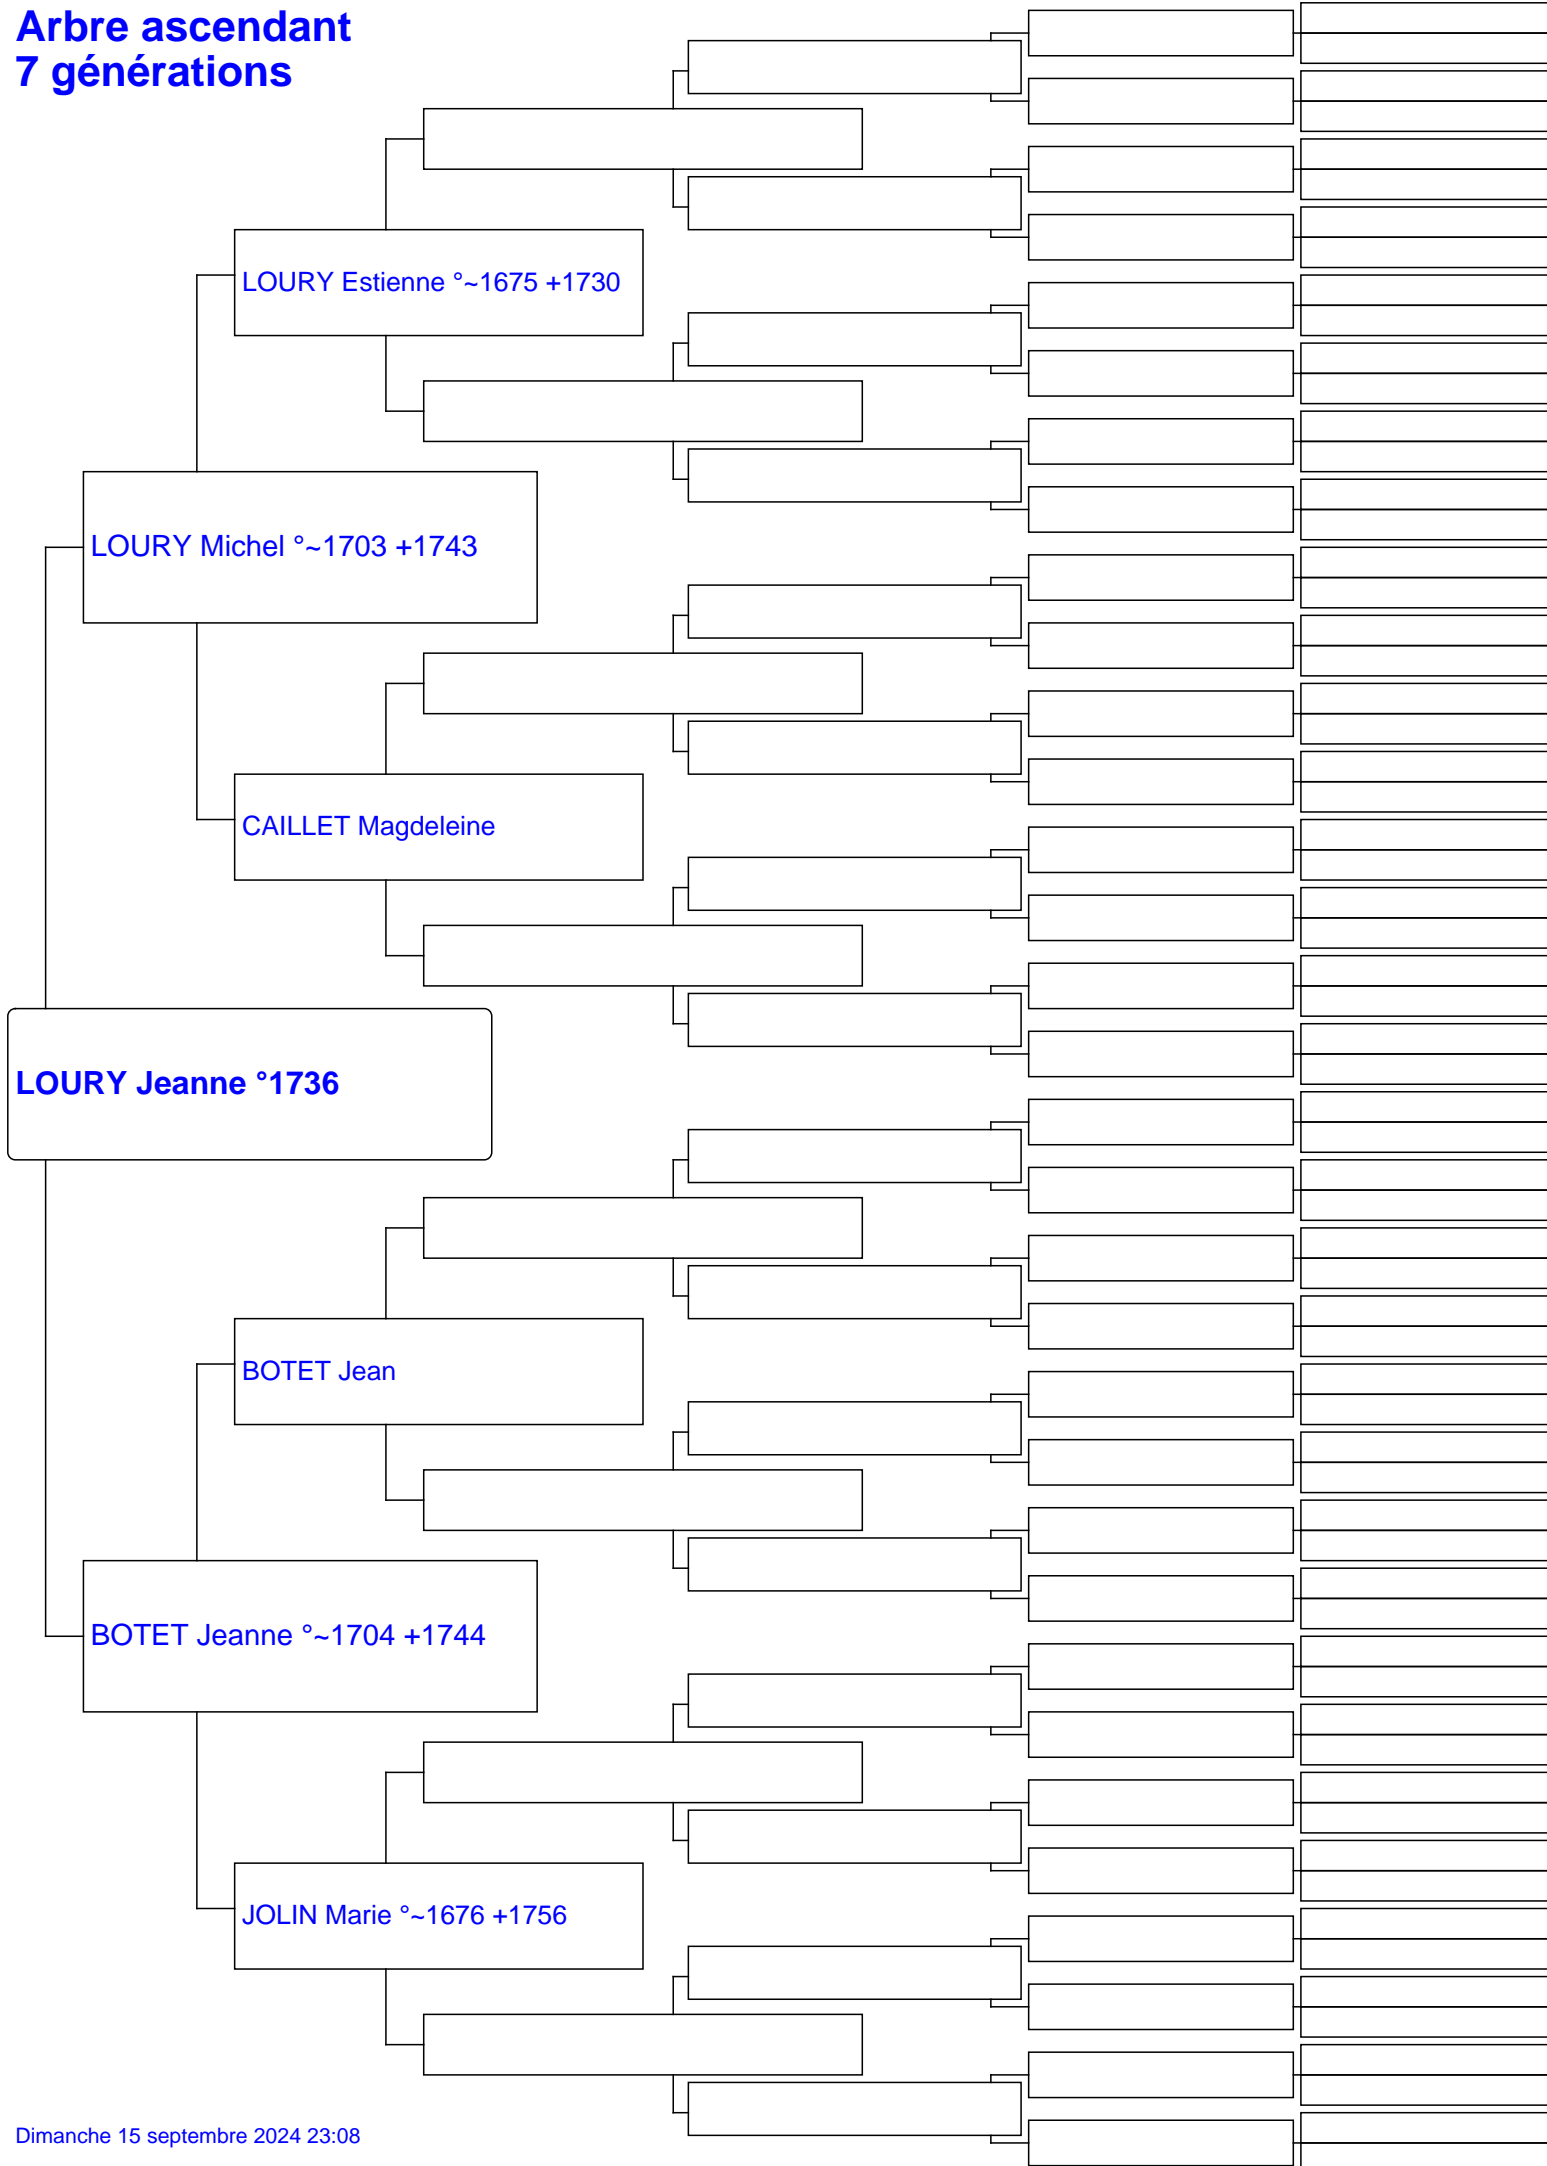 Arbre ascendant
7 générations
LOURY Estienne °~1675 +1730
LOURY Michel °~1703 +1743
CAILLET Magdeleine
LOURY Jeanne °1736
BOTET Jean
BOTET Jeanne °~1704 +1744
JOLIN Marie °~1676 +1756
Dimanche 15 septembre 2024 23:08